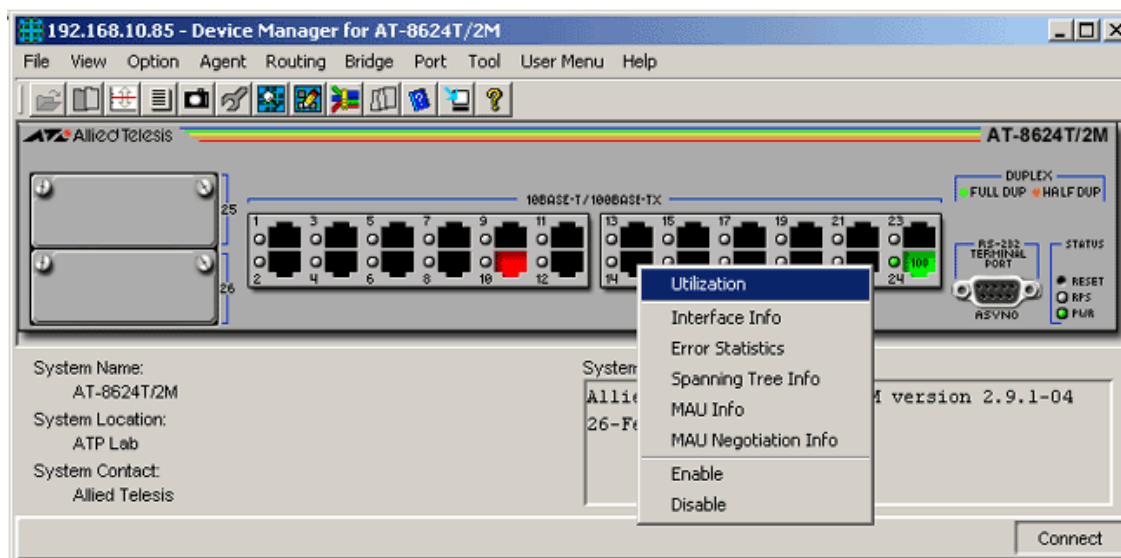 192.168.10.85 - Device Manager for AT-8624T/2M
File View Option Agent Routing Bridge Port Tool User Menu Help
Allied Telesis
AT-8624T/2M
DUPLEX
FULL DUP HALF DUP
10BASE-T/100BASE-TX
25
1 3 5 7 9 11 13 15 17 19 21 23
RS-232
TERMINAL
PORT
STATUS
100
26
2 4 6 8 10 12 14 24
RESET
RPS
PWR
ASYN0
Utilization
Interface Info
Error Statistics
Spanning Tree Info
MAU Info
MAU Negotiation Info
Enable
Disable
System Name:
AT-8624T/2M
System Location:
ATP Lab
System Contact:
Allied Telesis
System
version 2.9.1-04
Connect